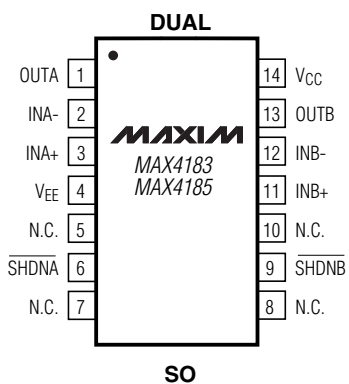 DUAL
OUTA 1 14 VCC
INA- 2 13 OUTB
MAXIM
INA+ 3 12 INB-
MAX4183
MAX4185
VEE 4 11 INB+
N.C. 5 10 N.C.
SHDNA 6 9 SHDNB
N.C. 7 8 N.C.
SO